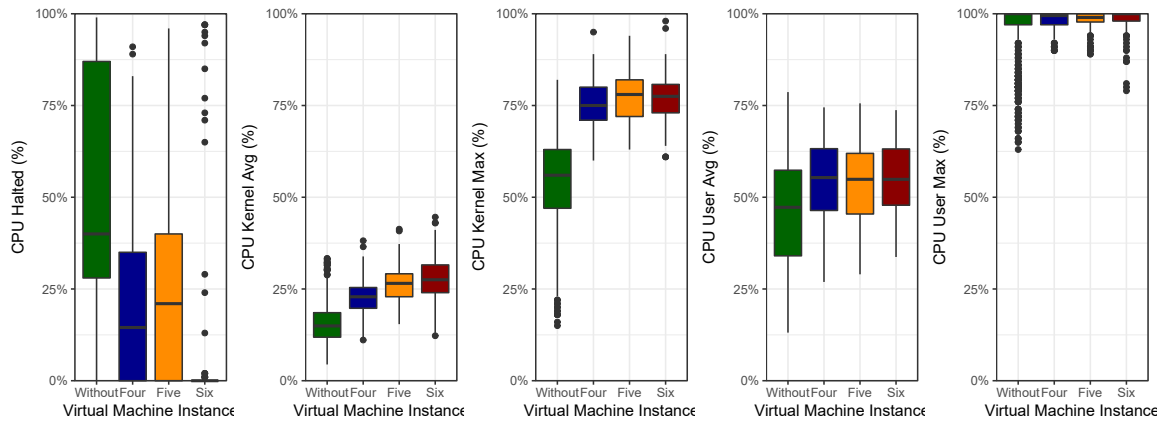 CPU Halted (%)
100%
75%
50%
25%
0%
Without Four Five Six
Virtual Machine Instance
CPU Kernel Avg (%)
100%
75%
50%
25%
0%
Without Four Five Six
Virtual Machine Instance
CPU Kernel Max (%)
100%
75%
50%
25%
0%
Without Four Five Six
Virtual Machine Instance
CPU User Avg (%)
100%
75%
50%
25%
0%
Without Four Five Six
Virtual Machine Instance
CPU User Max (%)
100%
75%
50%
25%
0%
Without Four Five Six
Virtual Machine Instance